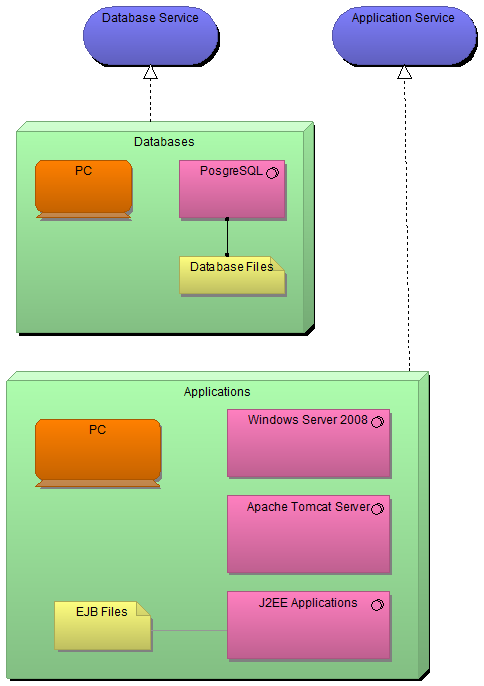 Database Service
Application Service
Databases
PC
PosgreSQL
Database Files
Applications
PC
Windows Server 2008
Apache Tomcat Server
J2EE Applications
EJB Files